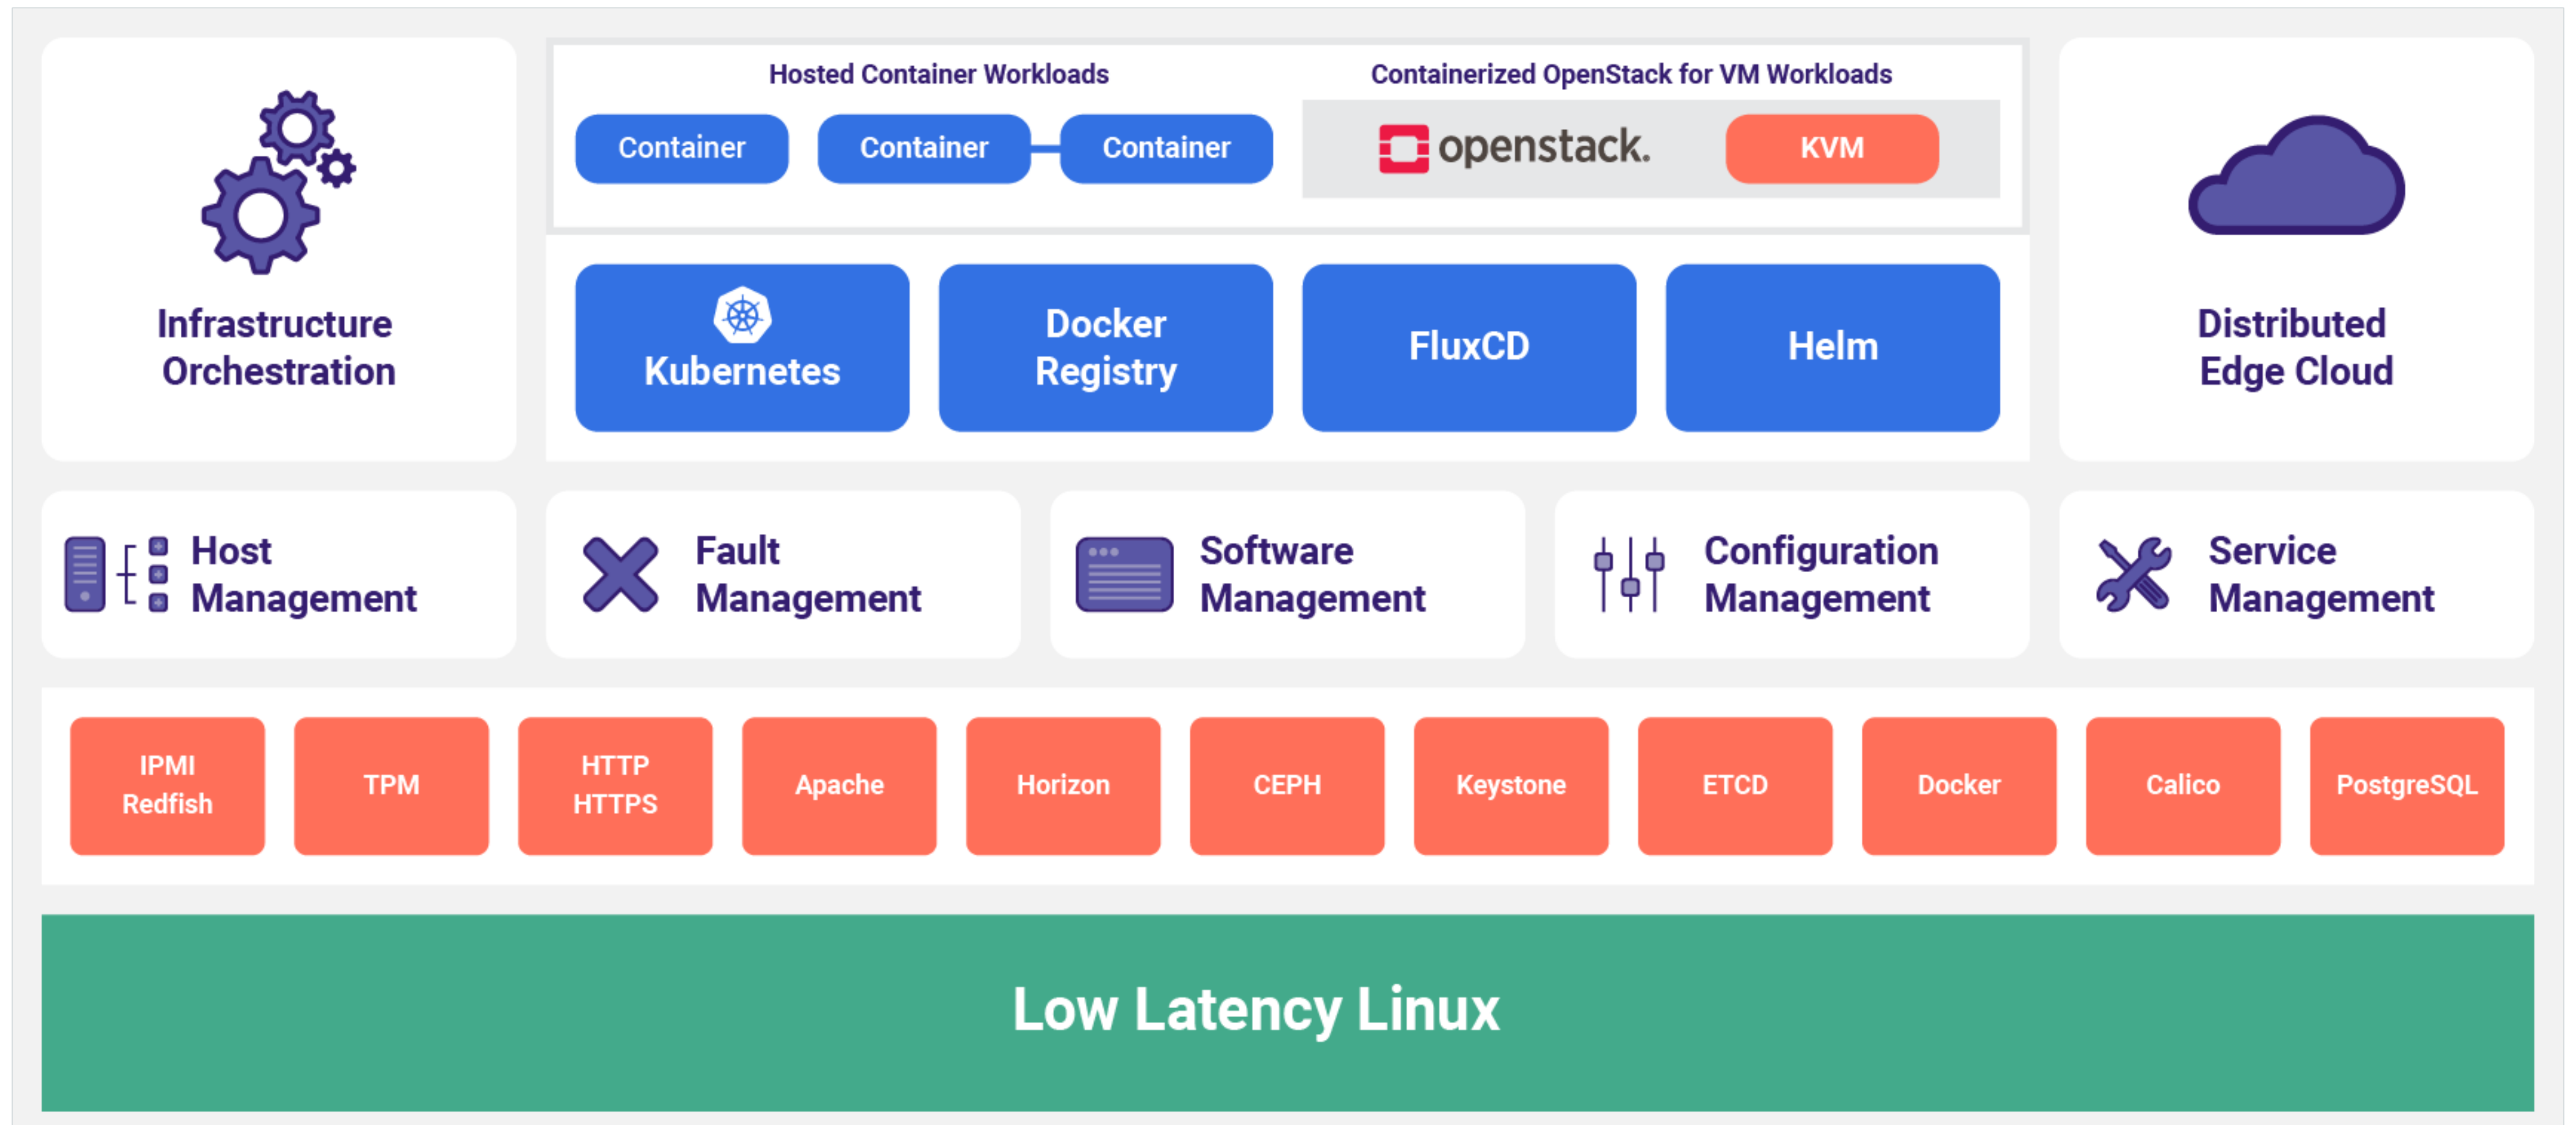 Infrastructure
Orchestration
Hosted Container Workloads
Container
Container
Container
Containerized OpenStack for VM Workloads
openstack.
KVM
Kubernetes
Docker
Registry
FluxCD
Helm
Distributed
Edge Cloud
Host
Management
Fault
Management
Software
Management
Configuration
Management
Service
Management
IPMI
Redfish
TPM
HTTP
HTTPS
Apache
Horizon
CEPH
Keystone
ETCD
Docker
Calico
PostgreSQL
Low Latency Linux